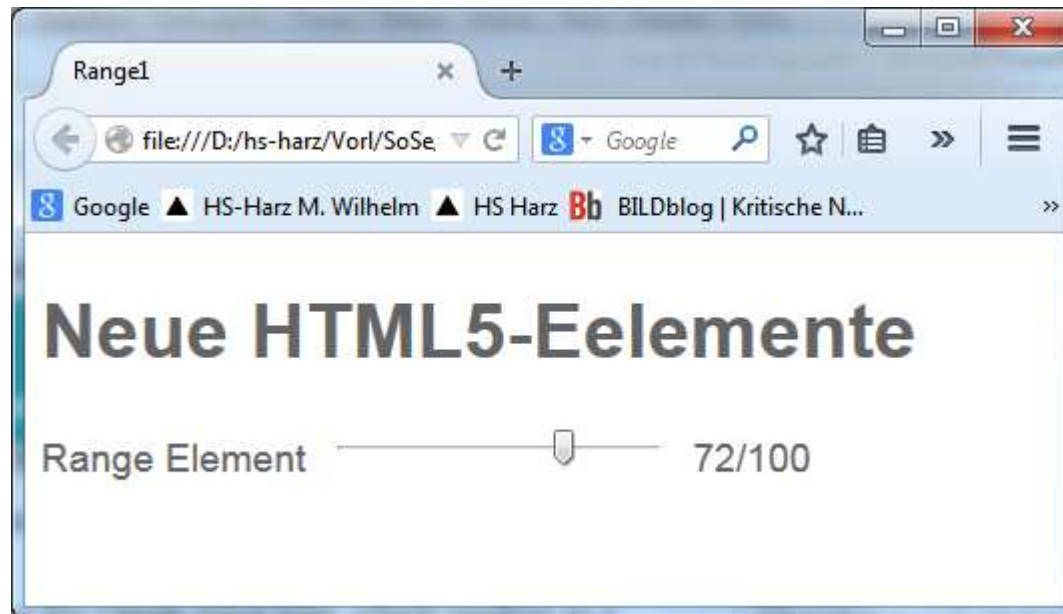 Range1
file:///D:/hs-harz/Vorl/SoSe
Google
Google HS-Harz M. Wilhelm HS Harz Bb BILDblog | Kritische N...
Neue HTML5-Eelemente
Range Element 72/100